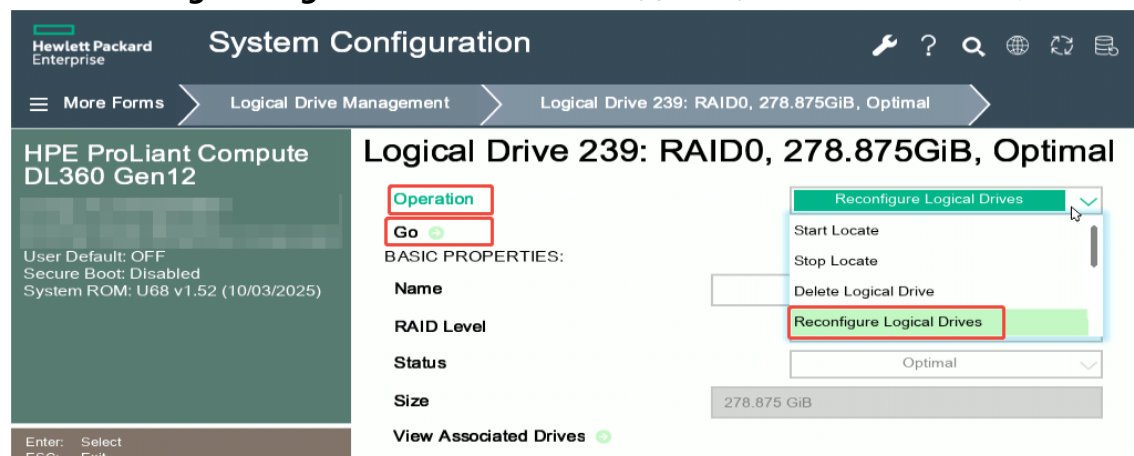 Hewlett Packard
Enterprise
System Configuration
?
More Forms
Logical Drive Management
Logical Drive 239: RAID0, 278.875GiB, Optimal
HPE ProLiant Compute
DL360 Gen12
User Default: OFF
Secure Boot: Disabled
System ROM: U68 v1.52 (10/03/2025)
Enter: Select
ESC: Exit
Logical Drive 239: RAID0, 278.875GiB, Optimal
Operation
Reconfigure Logical Drives
Go
Start Locate
BASIC PROPERTIES:
Stop Locate
Name
Delete Logical Drive
RAID Level
Reconfigure Logical Drives
Status
Optimal
Size
278.875 GiB
View Associated Drives